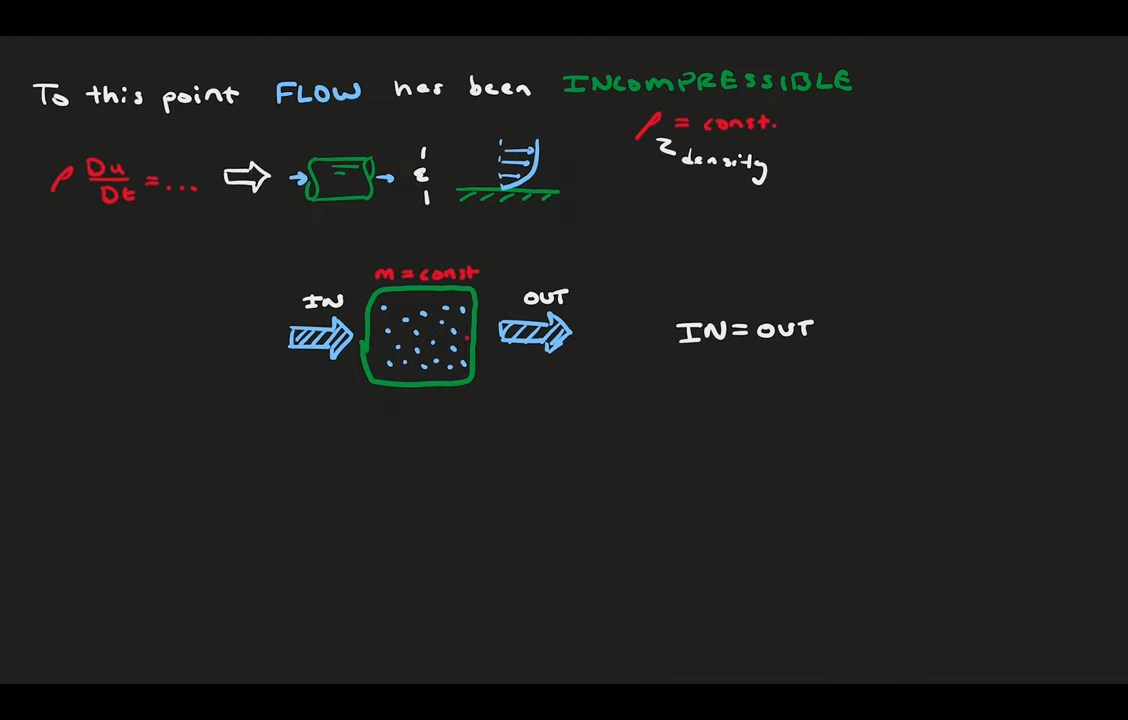 To this point FLOW has been INCOMPRESSIBLE
ρ = const.
density
ρ Du/Dt = ...
m = const
IN
OUT
IN = OUT